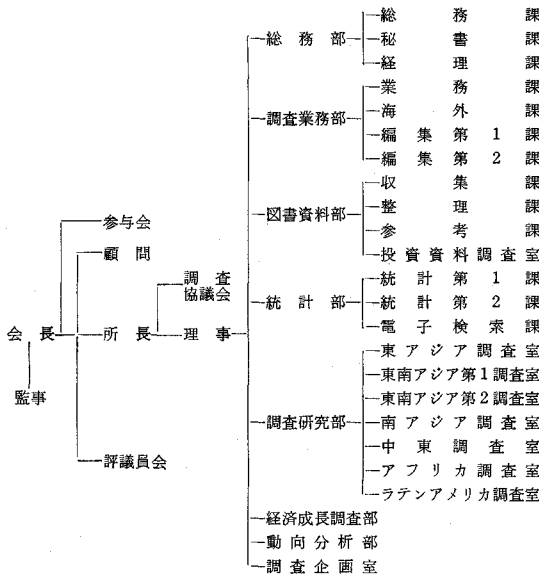 総務部
総務課
秘書課
経理課
調査業務部
業務課
海外課
編集第1課
編集第2課
図書資料部
収集課
整理課
参考課
投資資料調査室
参与会
顧問
調査
協議会
会長
所長
理事
監事
評議員会
統計部
統計第1課
統計第2課
電子検索課
調査研究部
東アジア調査室
東南アジア第1調査室
東南アジア第2調査室
南アジア調査室
中東調査室
アフリカ調査室
ラテンアメリカ調査室
経済成長調査部
動向分析部
調査企画室